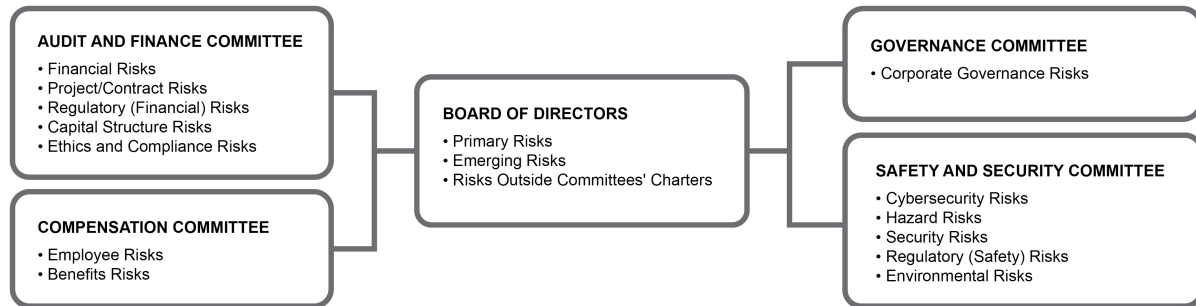 AUDIT AND FINANCE COMMITTEE
• Financial Risks
• Project/Contract Risks
• Regulatory (Financial) Risks
• Capital Structure Risks
• Ethics and Compliance Risks
COMPENSATION COMMITTEE
• Employee Risks
• Benefits Risks
BOARD OF DIRECTORS
• Primary Risks
• Emerging Risks
• Risks Outside Committees' Charters
GOVERNANCE COMMITTEE
• Corporate Governance Risks
SAFETY AND SECURITY COMMITTEE
• Cybersecurity Risks
• Hazard Risks
• Security Risks
• Regulatory (Safety) Risks
• Environmental Risks